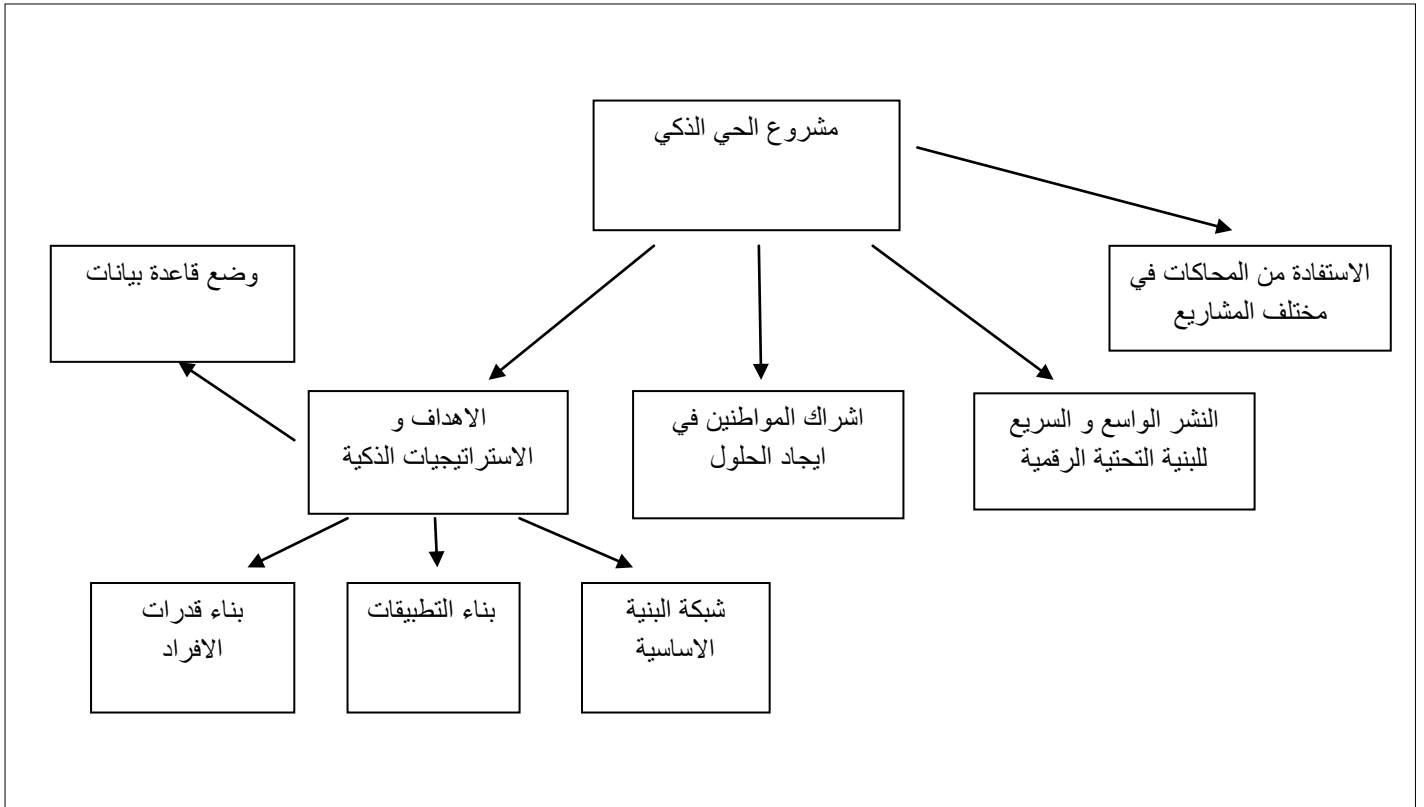 مشروع الحي الذكي
الاستفادة من المحاكات في
مختلف المشاريع
وضع قاعدة بيانات
النشر الواسع و السريع
للبنية التحتية الرقمية
اشراك المواطنين في
ايجاد الحلول
الاهداف و
الاستراتيجيات الذكية
شبكة البنية
الاساسية
بناء التطبيقات
بناء قدرات
الافراد